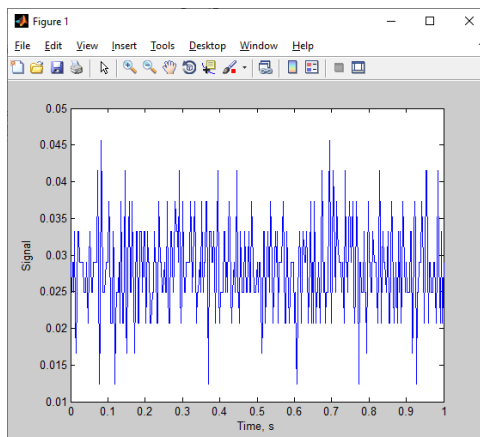 Figure 1
File Edit View Insert Tools Desktop Window Help
0.05
0.045
0.04
0.035
0.03
0.025
0.02
0.015
0.01
Signal
0 0.1 0.2 0.3 0.4 0.5 0.6 0.7 0.8 0.9 1
Time, s